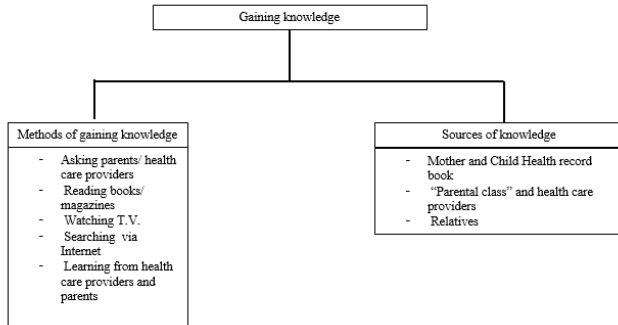 Gaining knowledge
Methods of gaining knowledge
- Asking parents/ health
care providers
- Reading books/
magazines
- Watching T.V.
- Searching via
Internet
- Learning from health
care providers and
parents
Sources of knowledge
- Mother and Child Health record
book
- “Parental class” and health care
providers
- Relatives